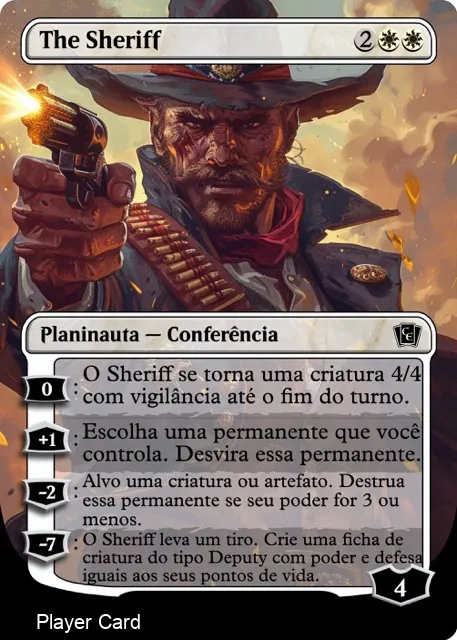 The Sheriff 2
Planinauta — Conferência
0 : O Sheriff se torna uma criatura 4/4
com vigilância até o fim do turno.
+1 : Escolha uma permanente que você
controla. Desvira essa permanente.
-2 : Alvo uma criatura ou artefato. Destrua
essa permanente se seu poder for 3 ou
menos.
-7 : O Sheriff leva um tiro. Crie uma ficha de
criatura do tipo Deputy com poder e defesa
iguais aos seus pontos de vida.
4
Player Card